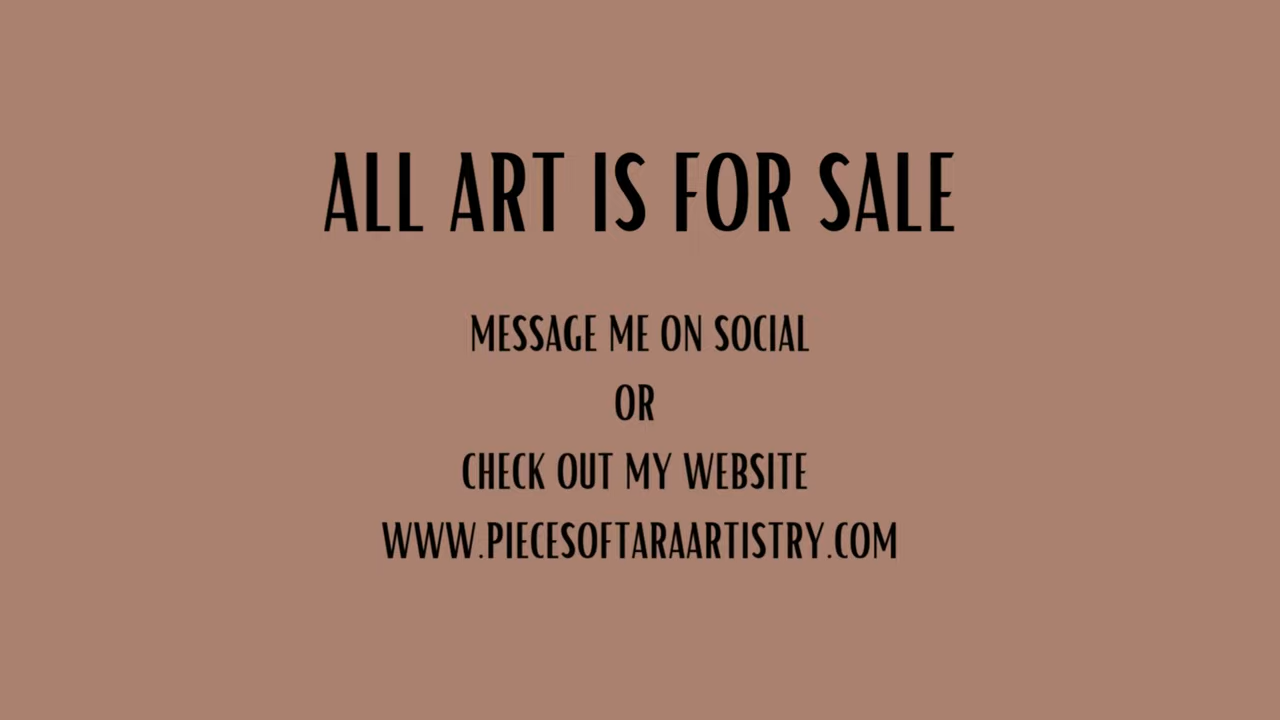 ALL ART IS FOR SALE
MESSAGE ME ON SOCIAL
OR
CHECK OUT MY WEBSITE
WWW.PIECESOFTARAARTISTRY.COM